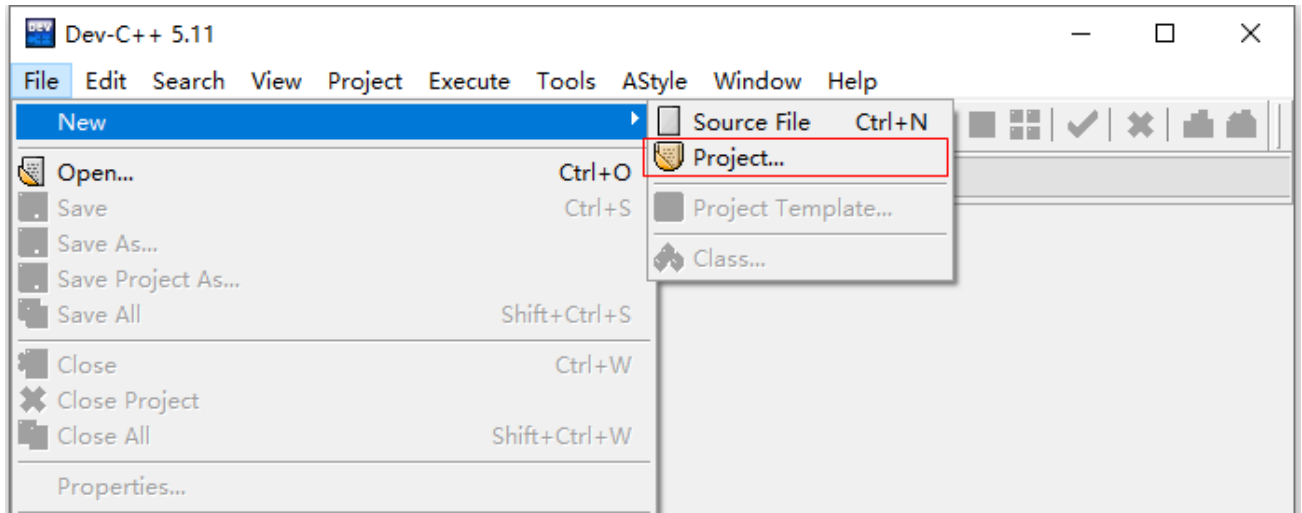 Dev-C++ 5.11
File Edit Search View Project Execute Tools AStyle Window Help
New
Source File Ctrl+N
Project...
Project Template...
Class...
Open... Ctrl+O
Save Ctrl+S
Save As...
Save Project As...
Save All Shift+Ctrl+S
Close Ctrl+W
Close Project
Close All Shift+Ctrl+W
Properties...